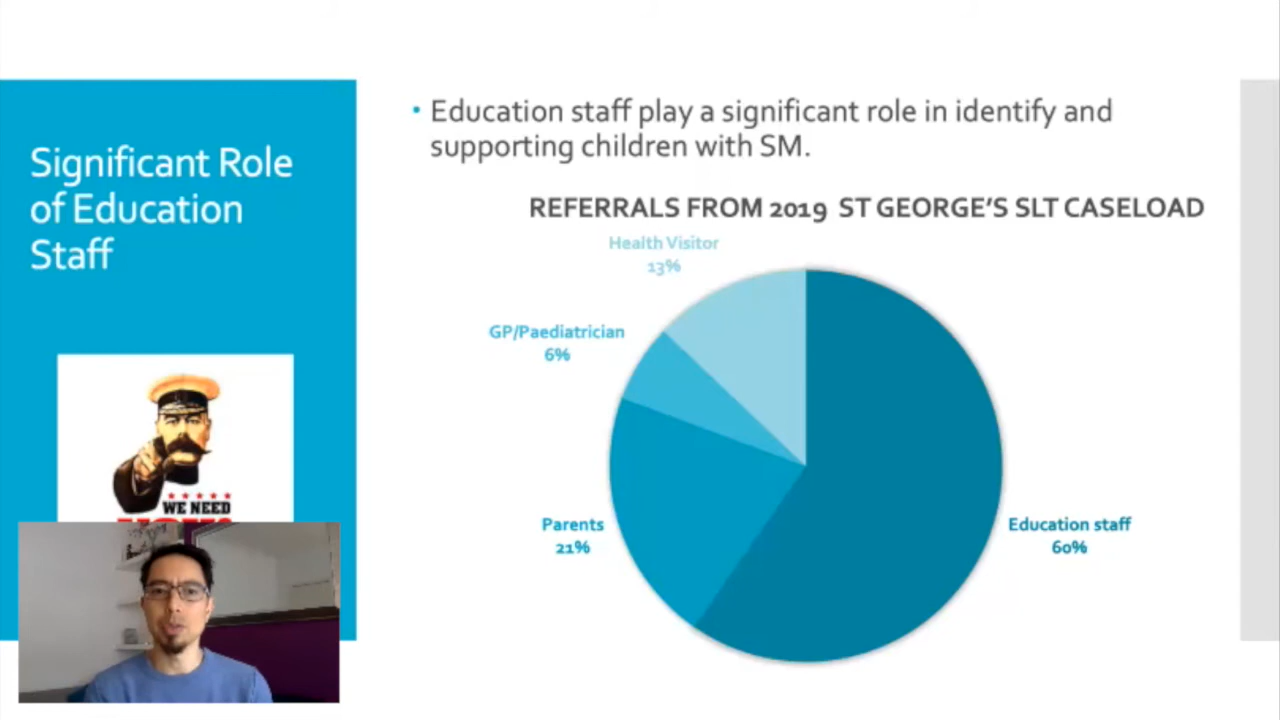 Significant Role
of Education
Staff
WE NEED
• Education staff play a significant role in identify and
supporting children with SM.
REFERRALS FROM 2019 ST GEORGE'S SLT CASELOAD
Health Visitor
13%
GP/Paediatrician
6%
Parents
21%
Education staff
60%